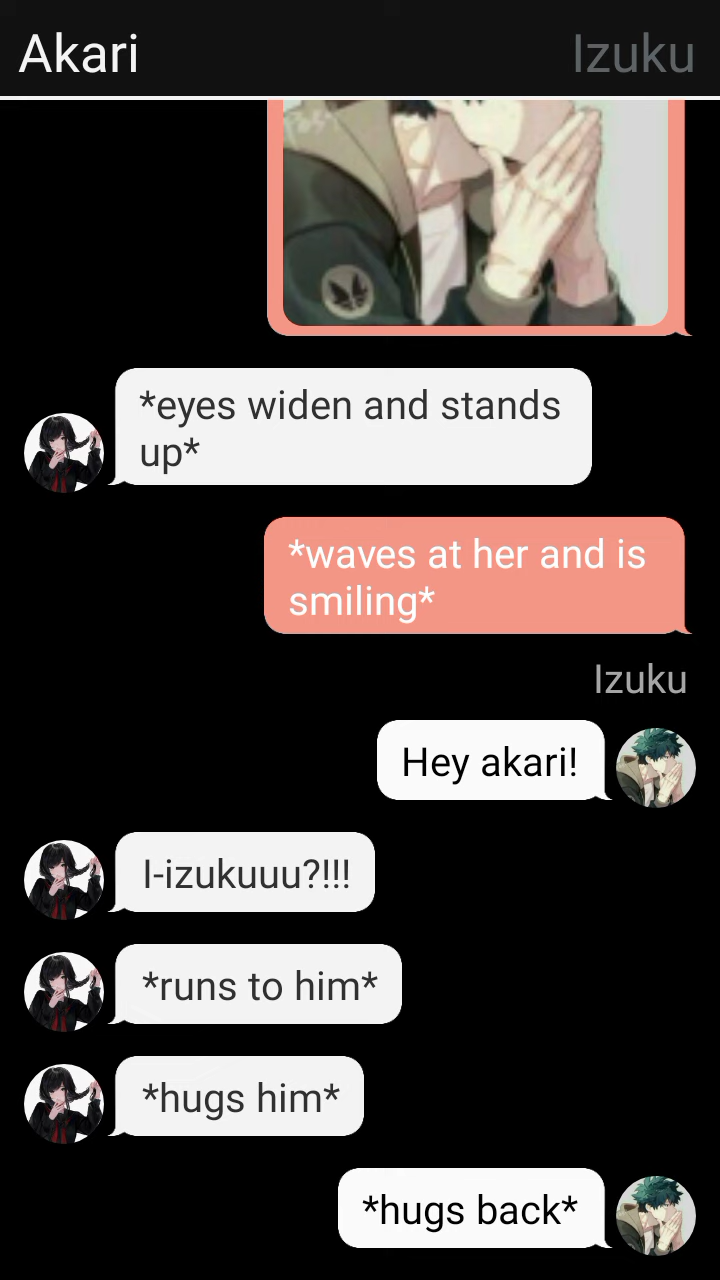 Akari
Izuku
*eyes widen and stands
up*
*waves at her and is
smiling*
Izuku
Hey akari!
I-izukuuu?!!!
*runs to him*
*hugs him*
*hugs back*